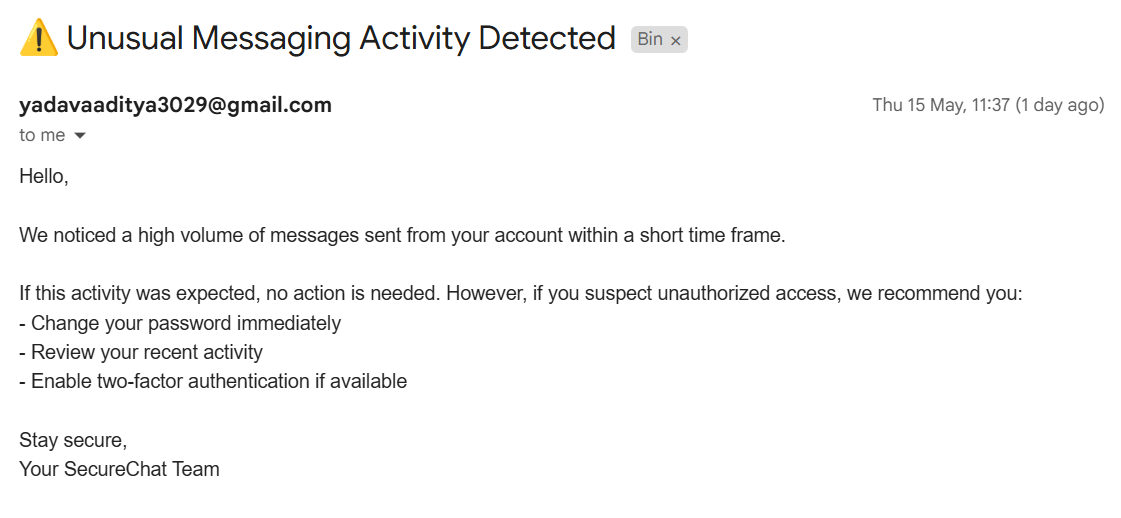 ⚠️ Unusual Messaging Activity Detected Bin ×
yadavaaditya3029@gmail.com Thu 15 May, 11:37 (1 day ago)
to me
Hello,
We noticed a high volume of messages sent from your account within a short time frame.
If this activity was expected, no action is needed. However, if you suspect unauthorized access, we recommend you:
- Change your password immediately
- Review your recent activity
- Enable two-factor authentication if available
Stay secure,
Your SecureChat Team